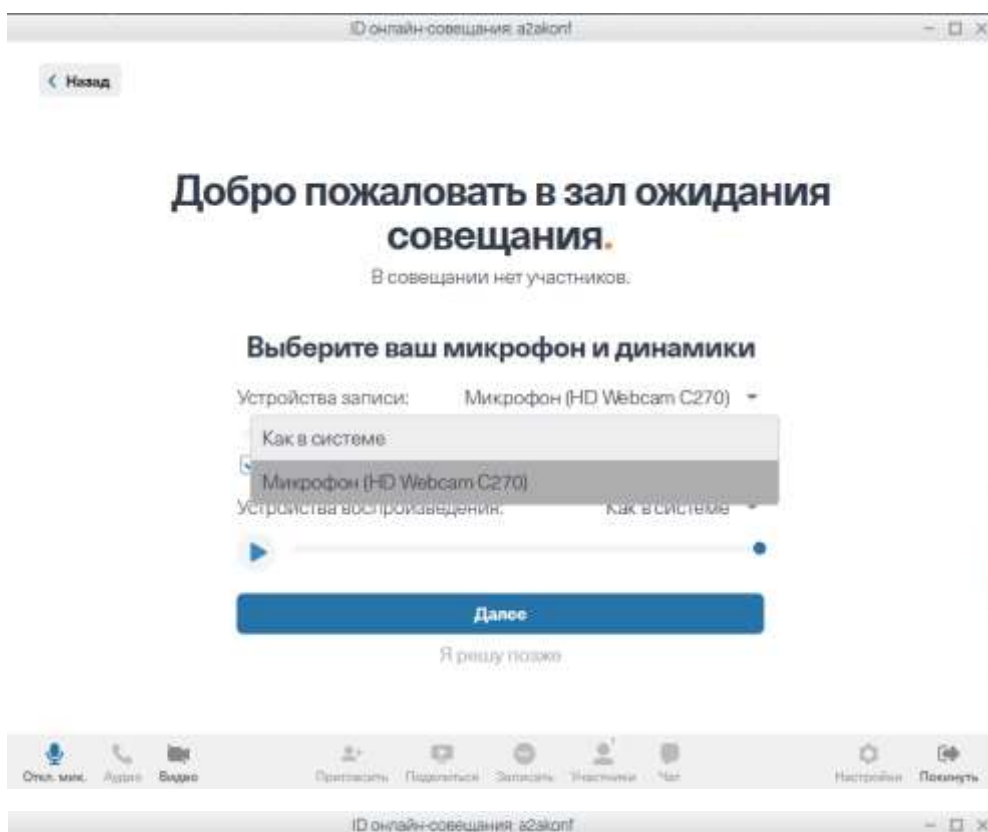 ID онлайн-совещания: a2akonf
Назад
Добро пожаловать в зал ожидания
совещания.
В совещании нет участников.
Выберите ваш микрофон и динамики
Устройства записи: Микрофон (HD Webcam C270)
Как в системе
Микрофон (HD Webcam C270)
Устройства воспроизведения: Как в системе
Далее
Я решу позже
Откл. мик. Аудио Видео Пригласить Поделиться Записать Участники 1 Чат Настройки Покинуть
ID онлайн-совещания: a2akonf